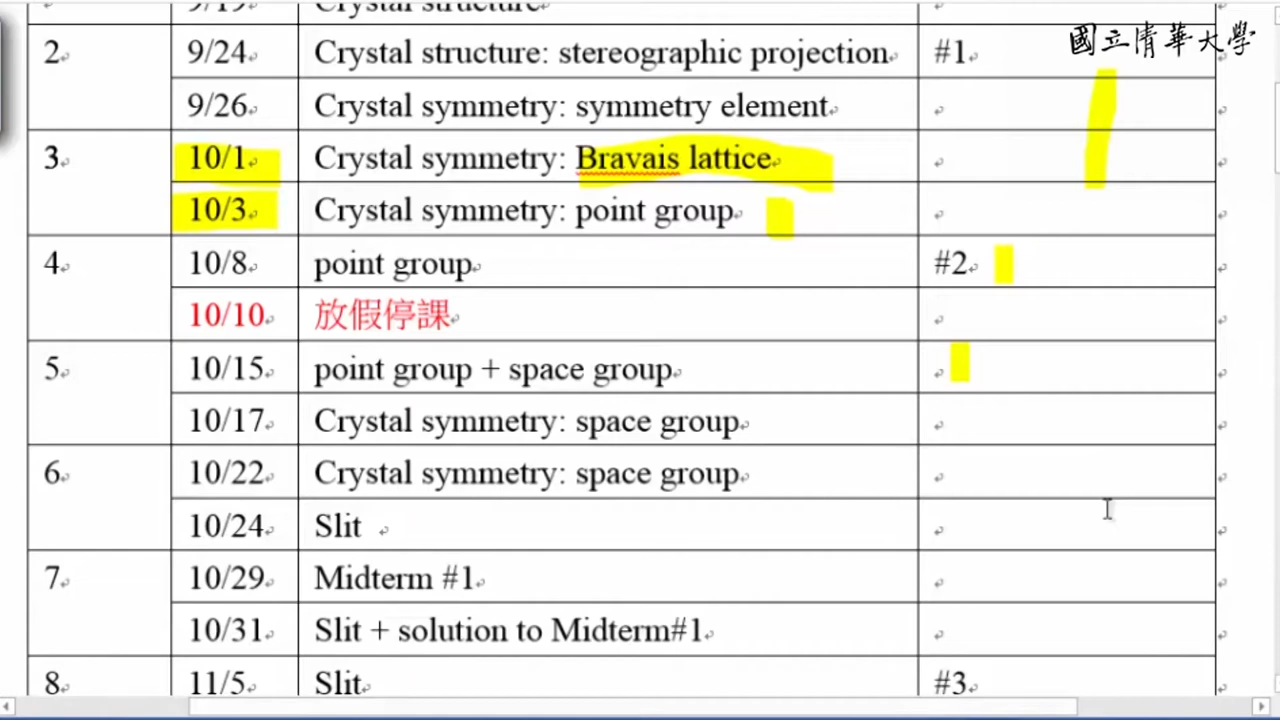 9/19 Crystal structure
國立清華大學
2 9/24 Crystal structure: stereographic projection #1
9/26 Crystal symmetry: symmetry element
3 10/1 Crystal symmetry: Bravais lattice
10/3 Crystal symmetry: point group
4 10/8 point group #2
10/10 放假停課
5 10/15 point group + space group
10/17 Crystal symmetry: space group
6 10/22 Crystal symmetry: space group
10/24 Slit
7 10/29 Midterm #1
10/31 Slit + solution to Midterm#1
8 11/5 Slit #3